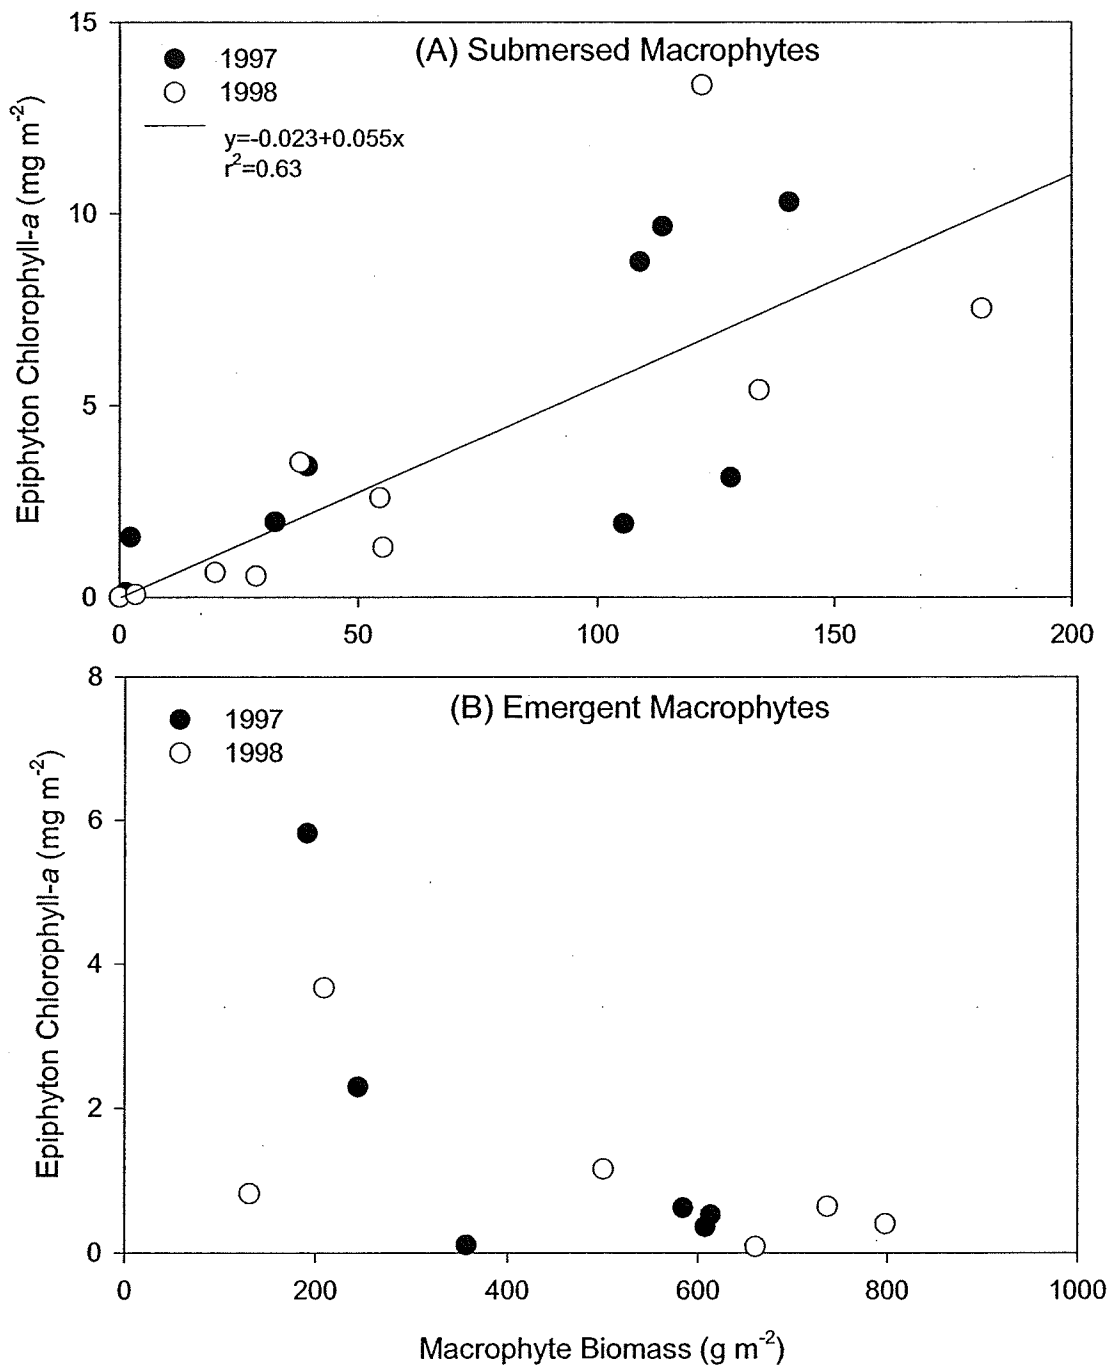 15
(A) Submersed Macrophytes
1997
1998
y=-0.023+0.055x
r²=0.63
10
5
0
Epiphyton Chlorophyll-a (mg m⁻²)
0 50 100 150 200
8
(B) Emergent Macrophytes
1997
1998
6
4
2
0
Epiphyton Chlorophyll-a (mg m⁻²)
0 200 400 600 800 1000
Macrophyte Biomass (g m⁻²)